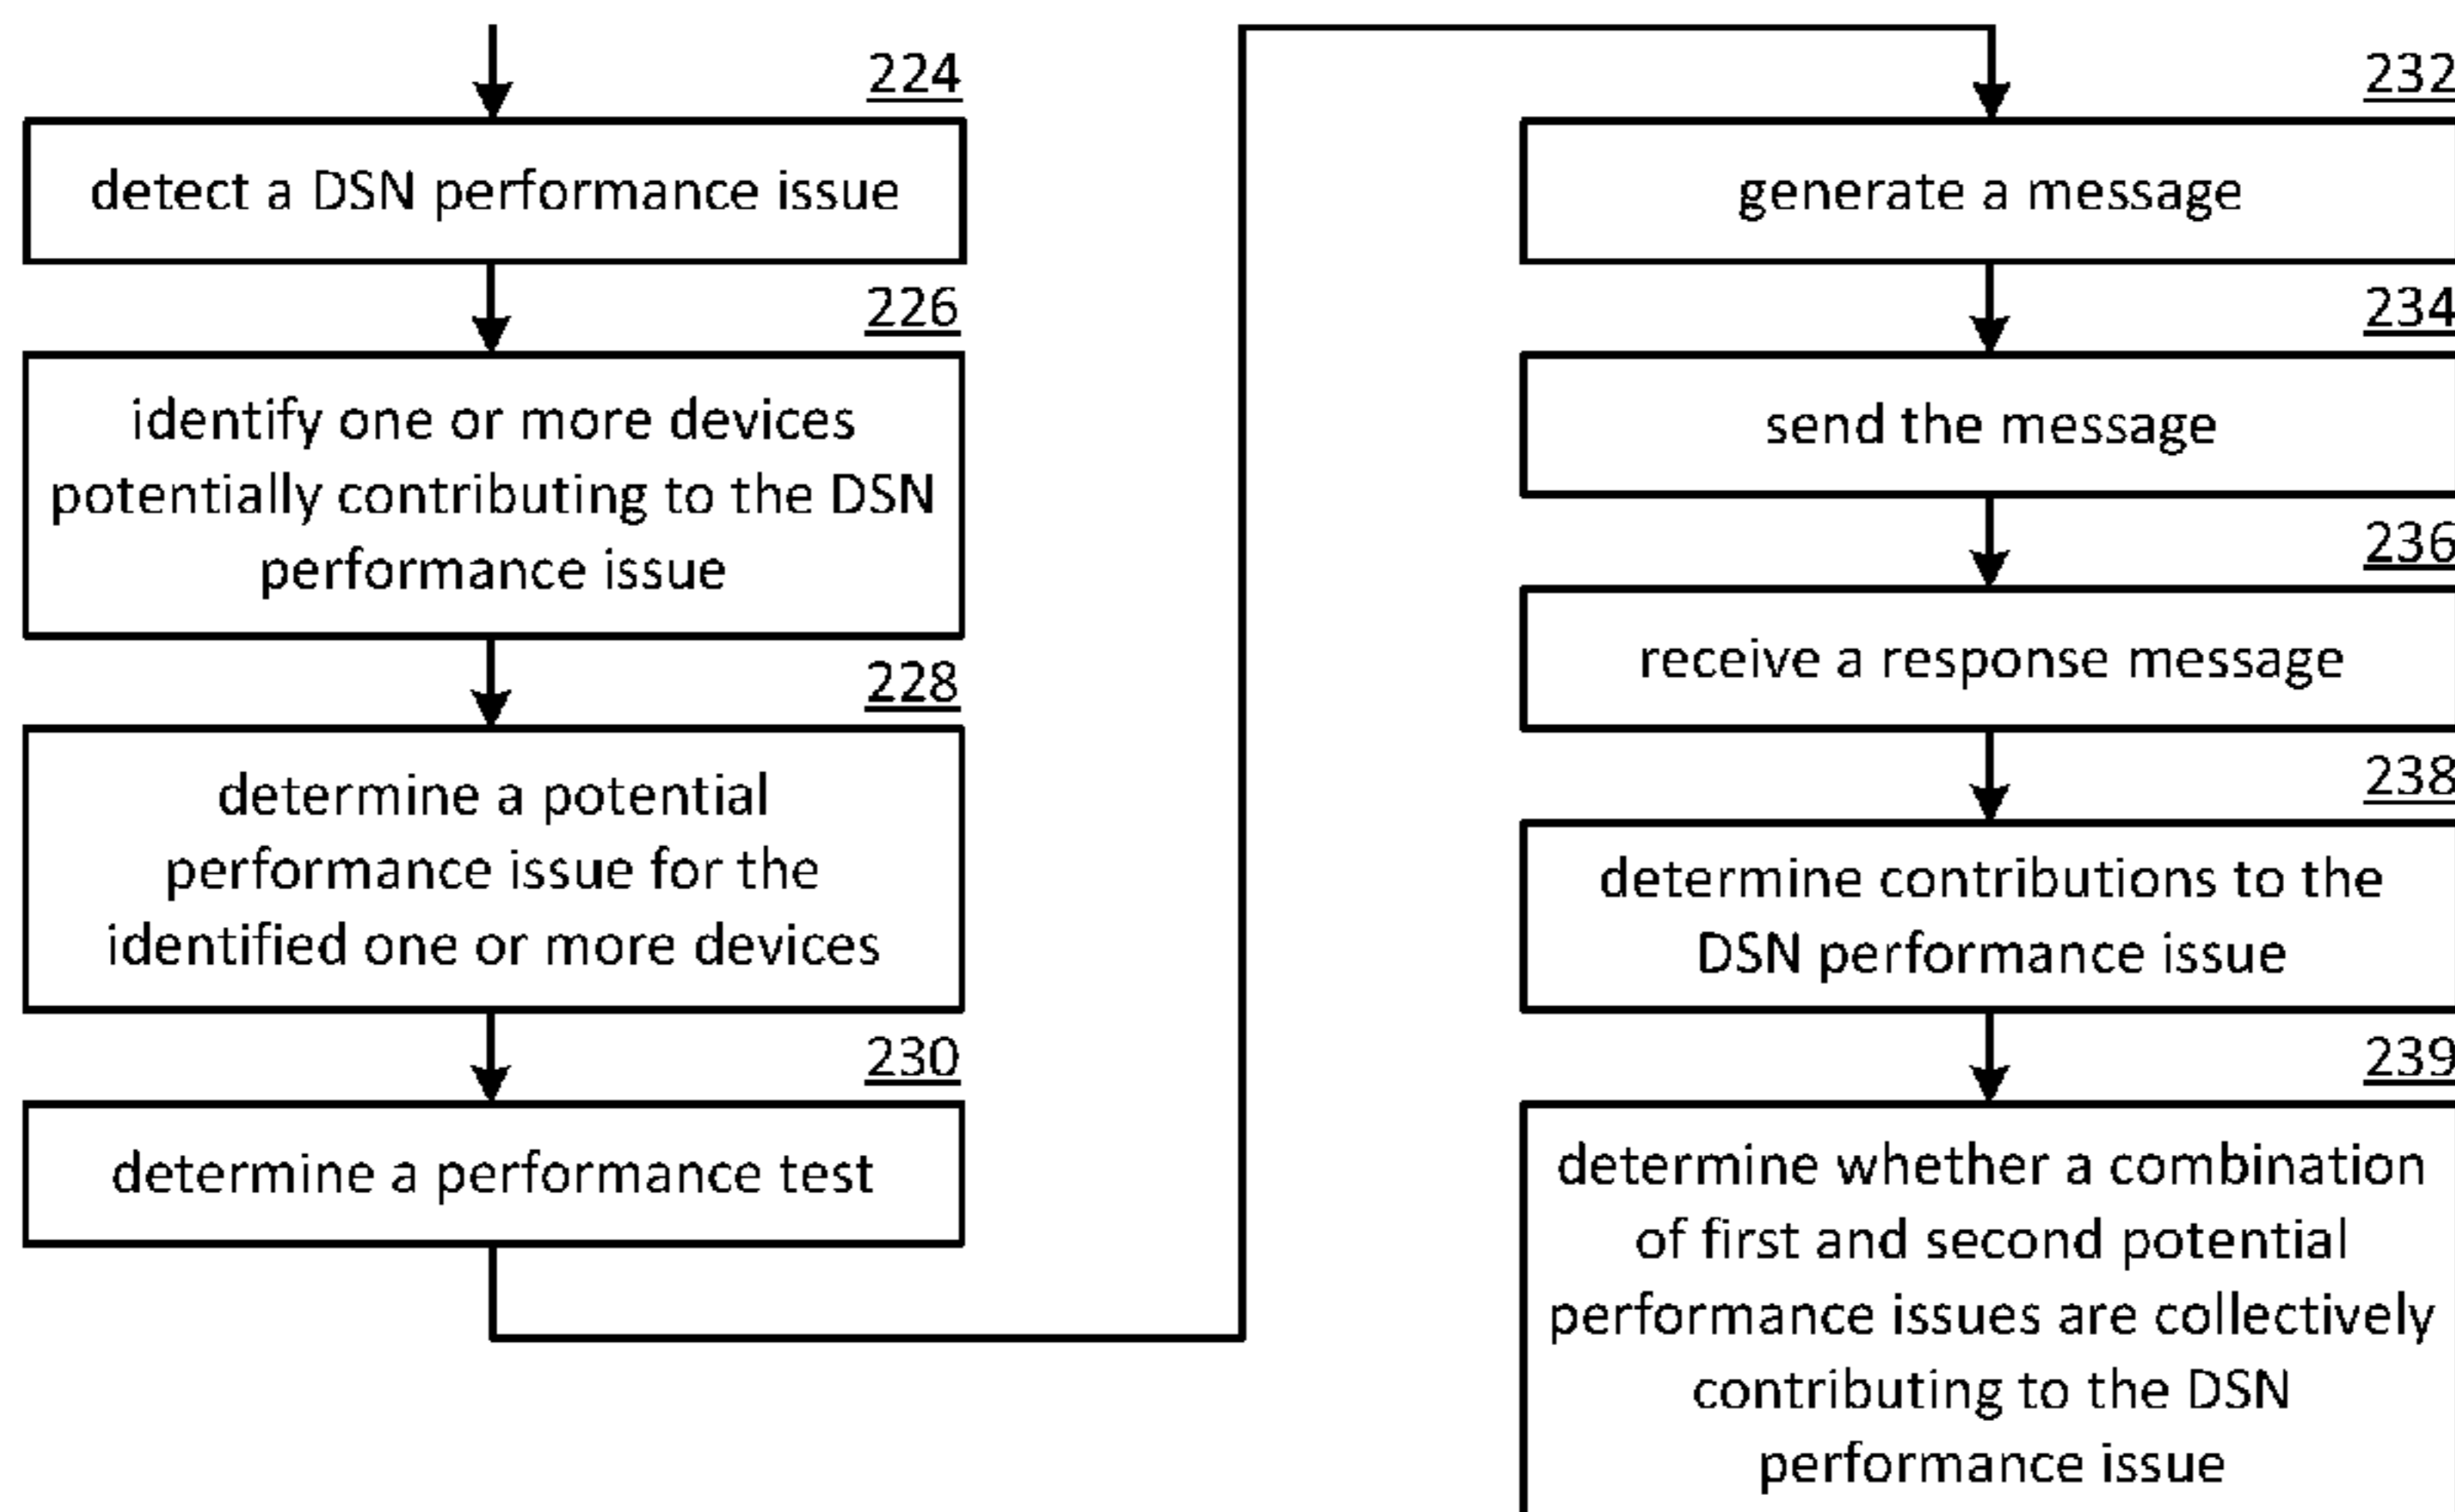 224
detect a DSN performance issue
226
identify one or more devices
potentially contributing to the DSN
performance issue
228
determine a potential
performance issue for the
identified one or more devices
230
determine a performance test
232
generate a message
234
send the message
236
receive a response message
238
determine contributions to the
DSN performance issue
239
determine whether a combination
of first and second potential
performance issues are collectively
contributing to the DSN
performance issue